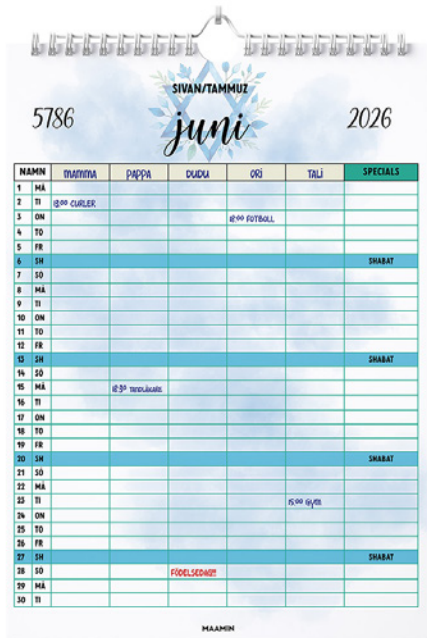 SIVAN/TAMMUZ
5786 juni 2026
NAMN MAMMA PAPPA DUDU ORI TALI SPECIALS
1 MÅ
2 TI 13:00 CURLER
3 ON 18:00 FOTBOLL
4 TO
5 FR
6 SH SHABAT
7 SÖ
8 MÅ
9 TI
10 ON
11 TO
12 FR
13 SH SHABAT
14 SÖ
15 MÅ 12:30 TANDLÄKARE
16 TI
17 ON
18 TO
19 FR
20 SH SHABAT
21 SÖ
22 MÅ
23 TI 15:00 GYM
24 ON
25 TO
26 FR
27 SH SHABAT
28 SÖ FÖDELSEDAG!!!
29 MÅ
30 TI
MAAMIN